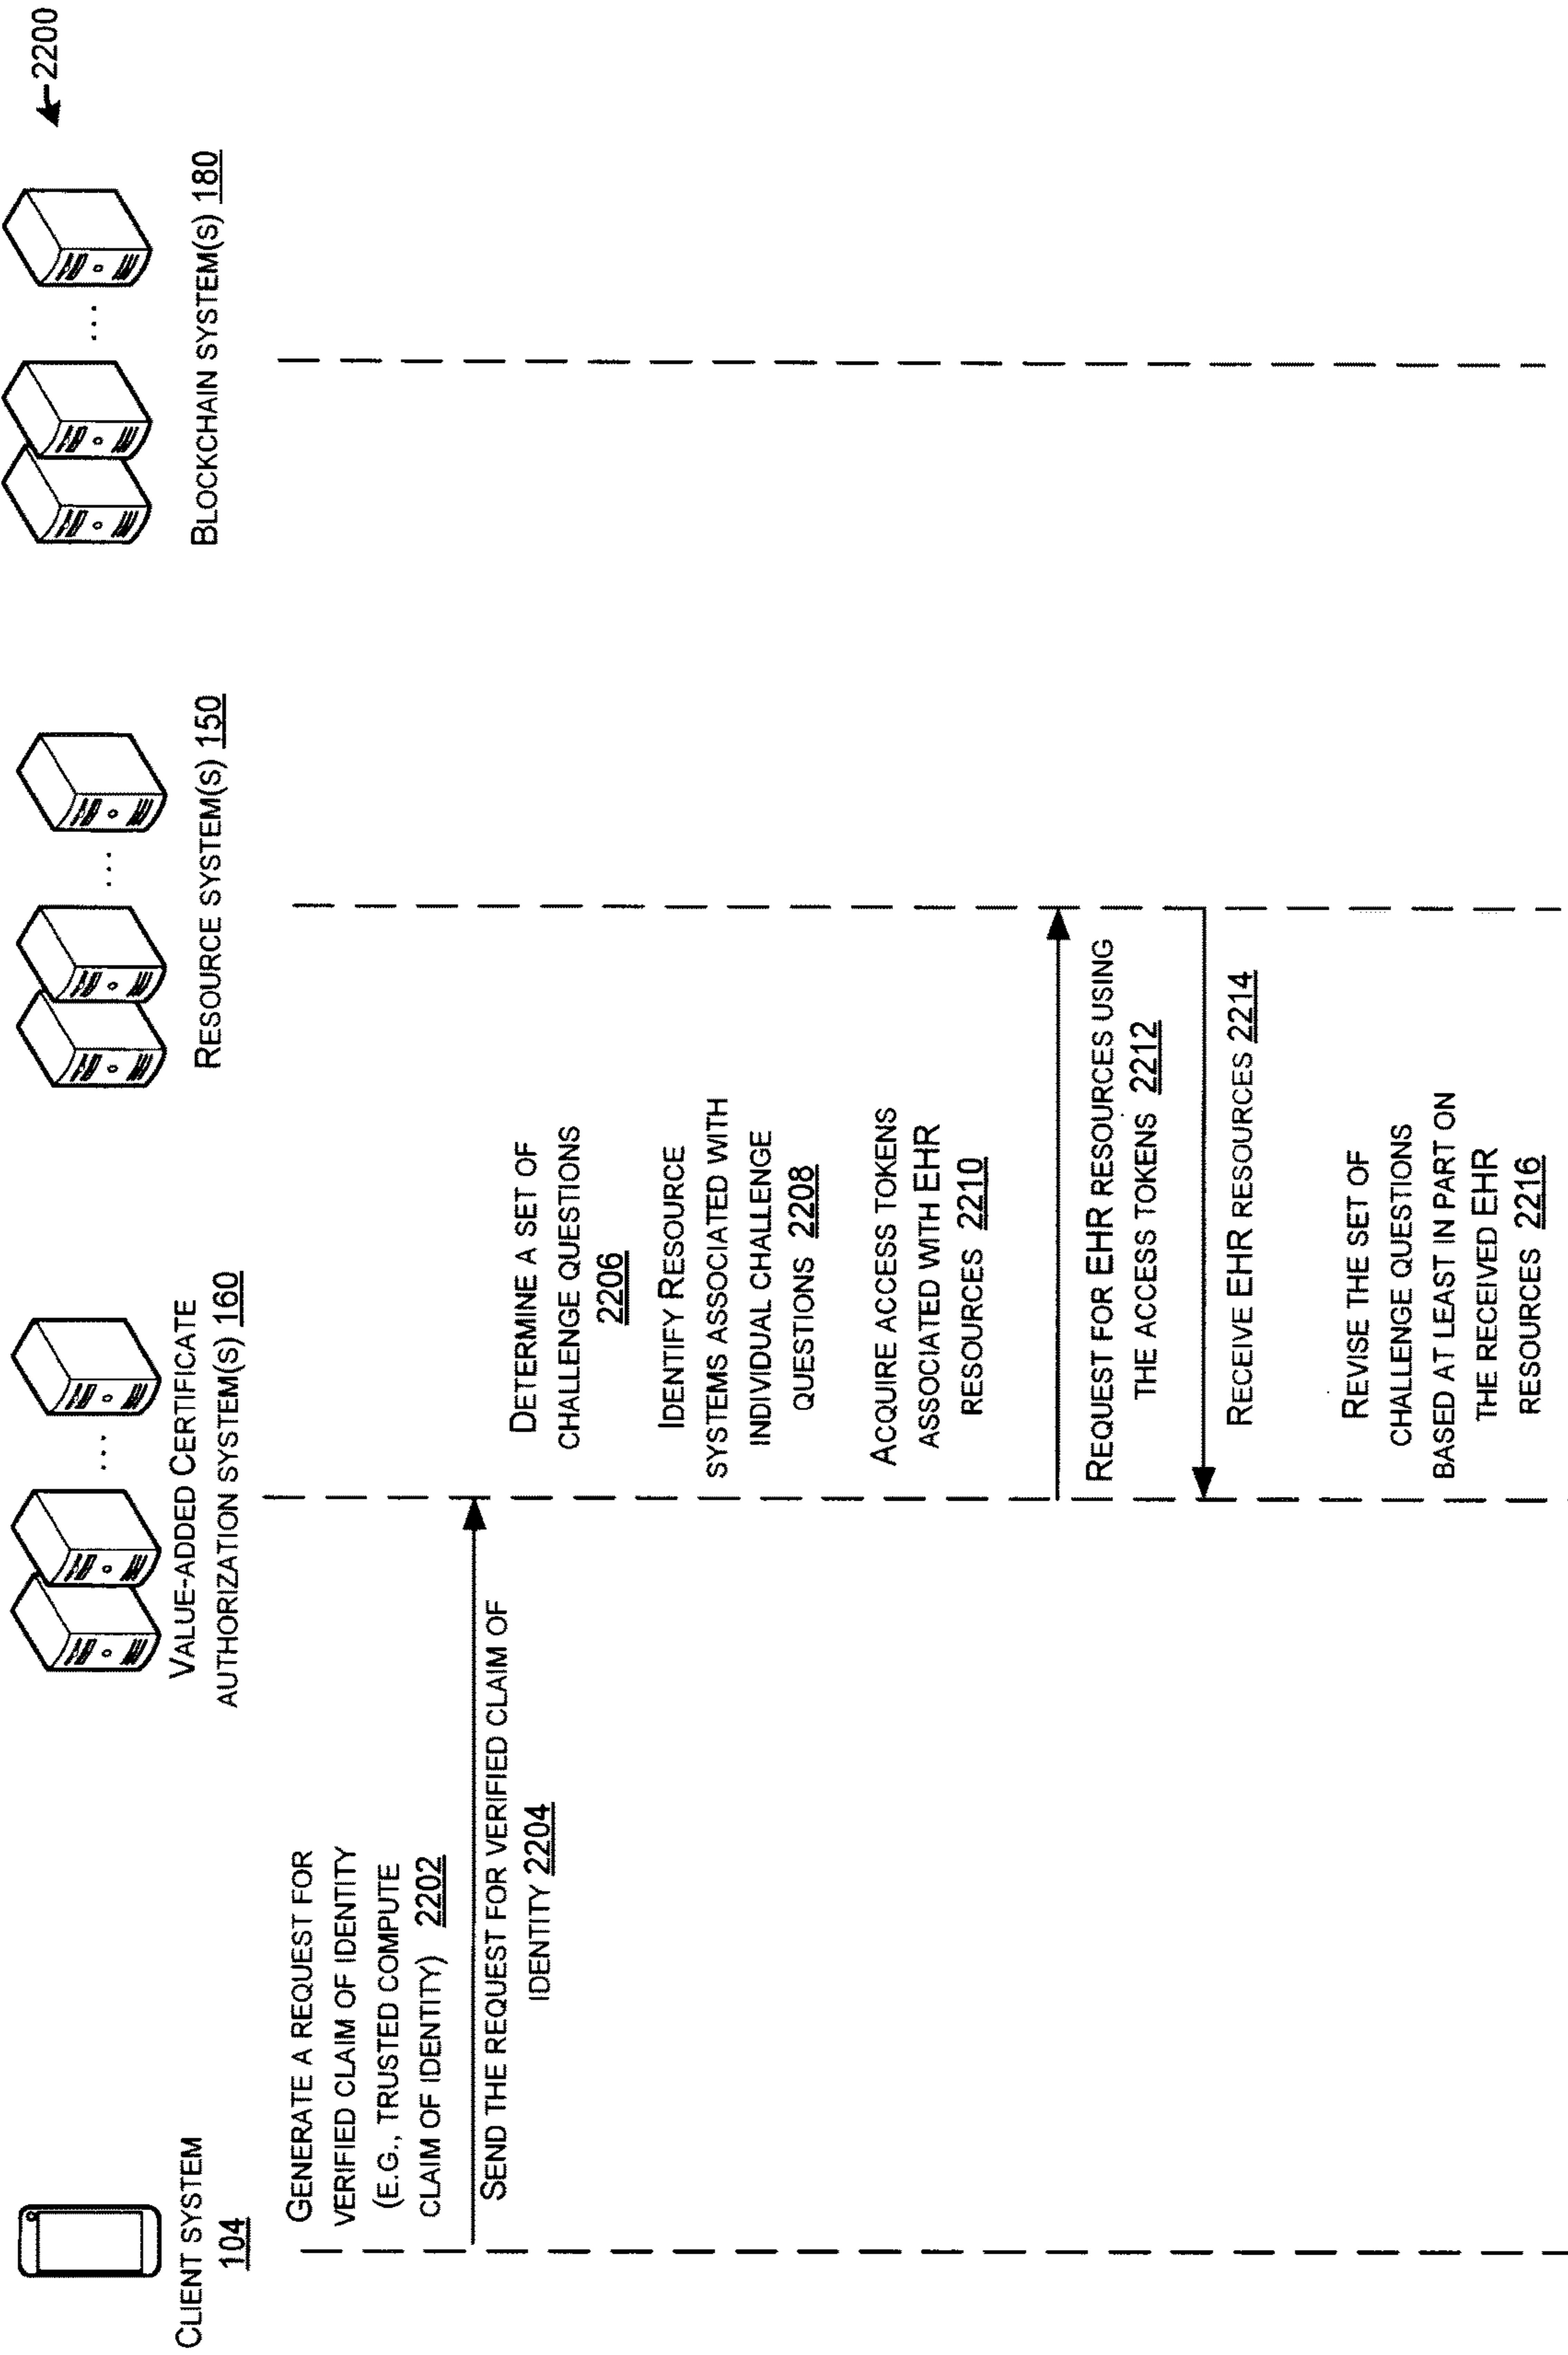 2200
CLIENT SYSTEM
104
VALUE-ADDED CERTIFICATE
AUTHORIZATION SYSTEM(S) 160
RESOURCE SYSTEM(S) 150
BLOCKCHAIN SYSTEM(S) 180
GENERATE A REQUEST FOR
VERIFIED CLAIM OF IDENTITY
(E.G., TRUSTED COMPUTE
CLAIM OF IDENTITY) 2202
SEND THE REQUEST FOR VERIFIED CLAIM OF
IDENTITY 2204
DETERMINE A SET OF
CHALLENGE QUESTIONS
2206
IDENTIFY RESOURCE
SYSTEMS ASSOCIATED WITH
INDIVIDUAL CHALLENGE
QUESTIONS 2208
ACQUIRE ACCESS TOKENS
ASSOCIATED WITH EHR
RESOURCES 2210
REQUEST FOR EHR RESOURCES USING
THE ACCESS TOKENS 2212
RECEIVE EHR RESOURCES 2214
REVISE THE SET OF
CHALLENGE QUESTIONS
BASED AT LEAST IN PART ON
THE RECEIVED EHR
RESOURCES 2216